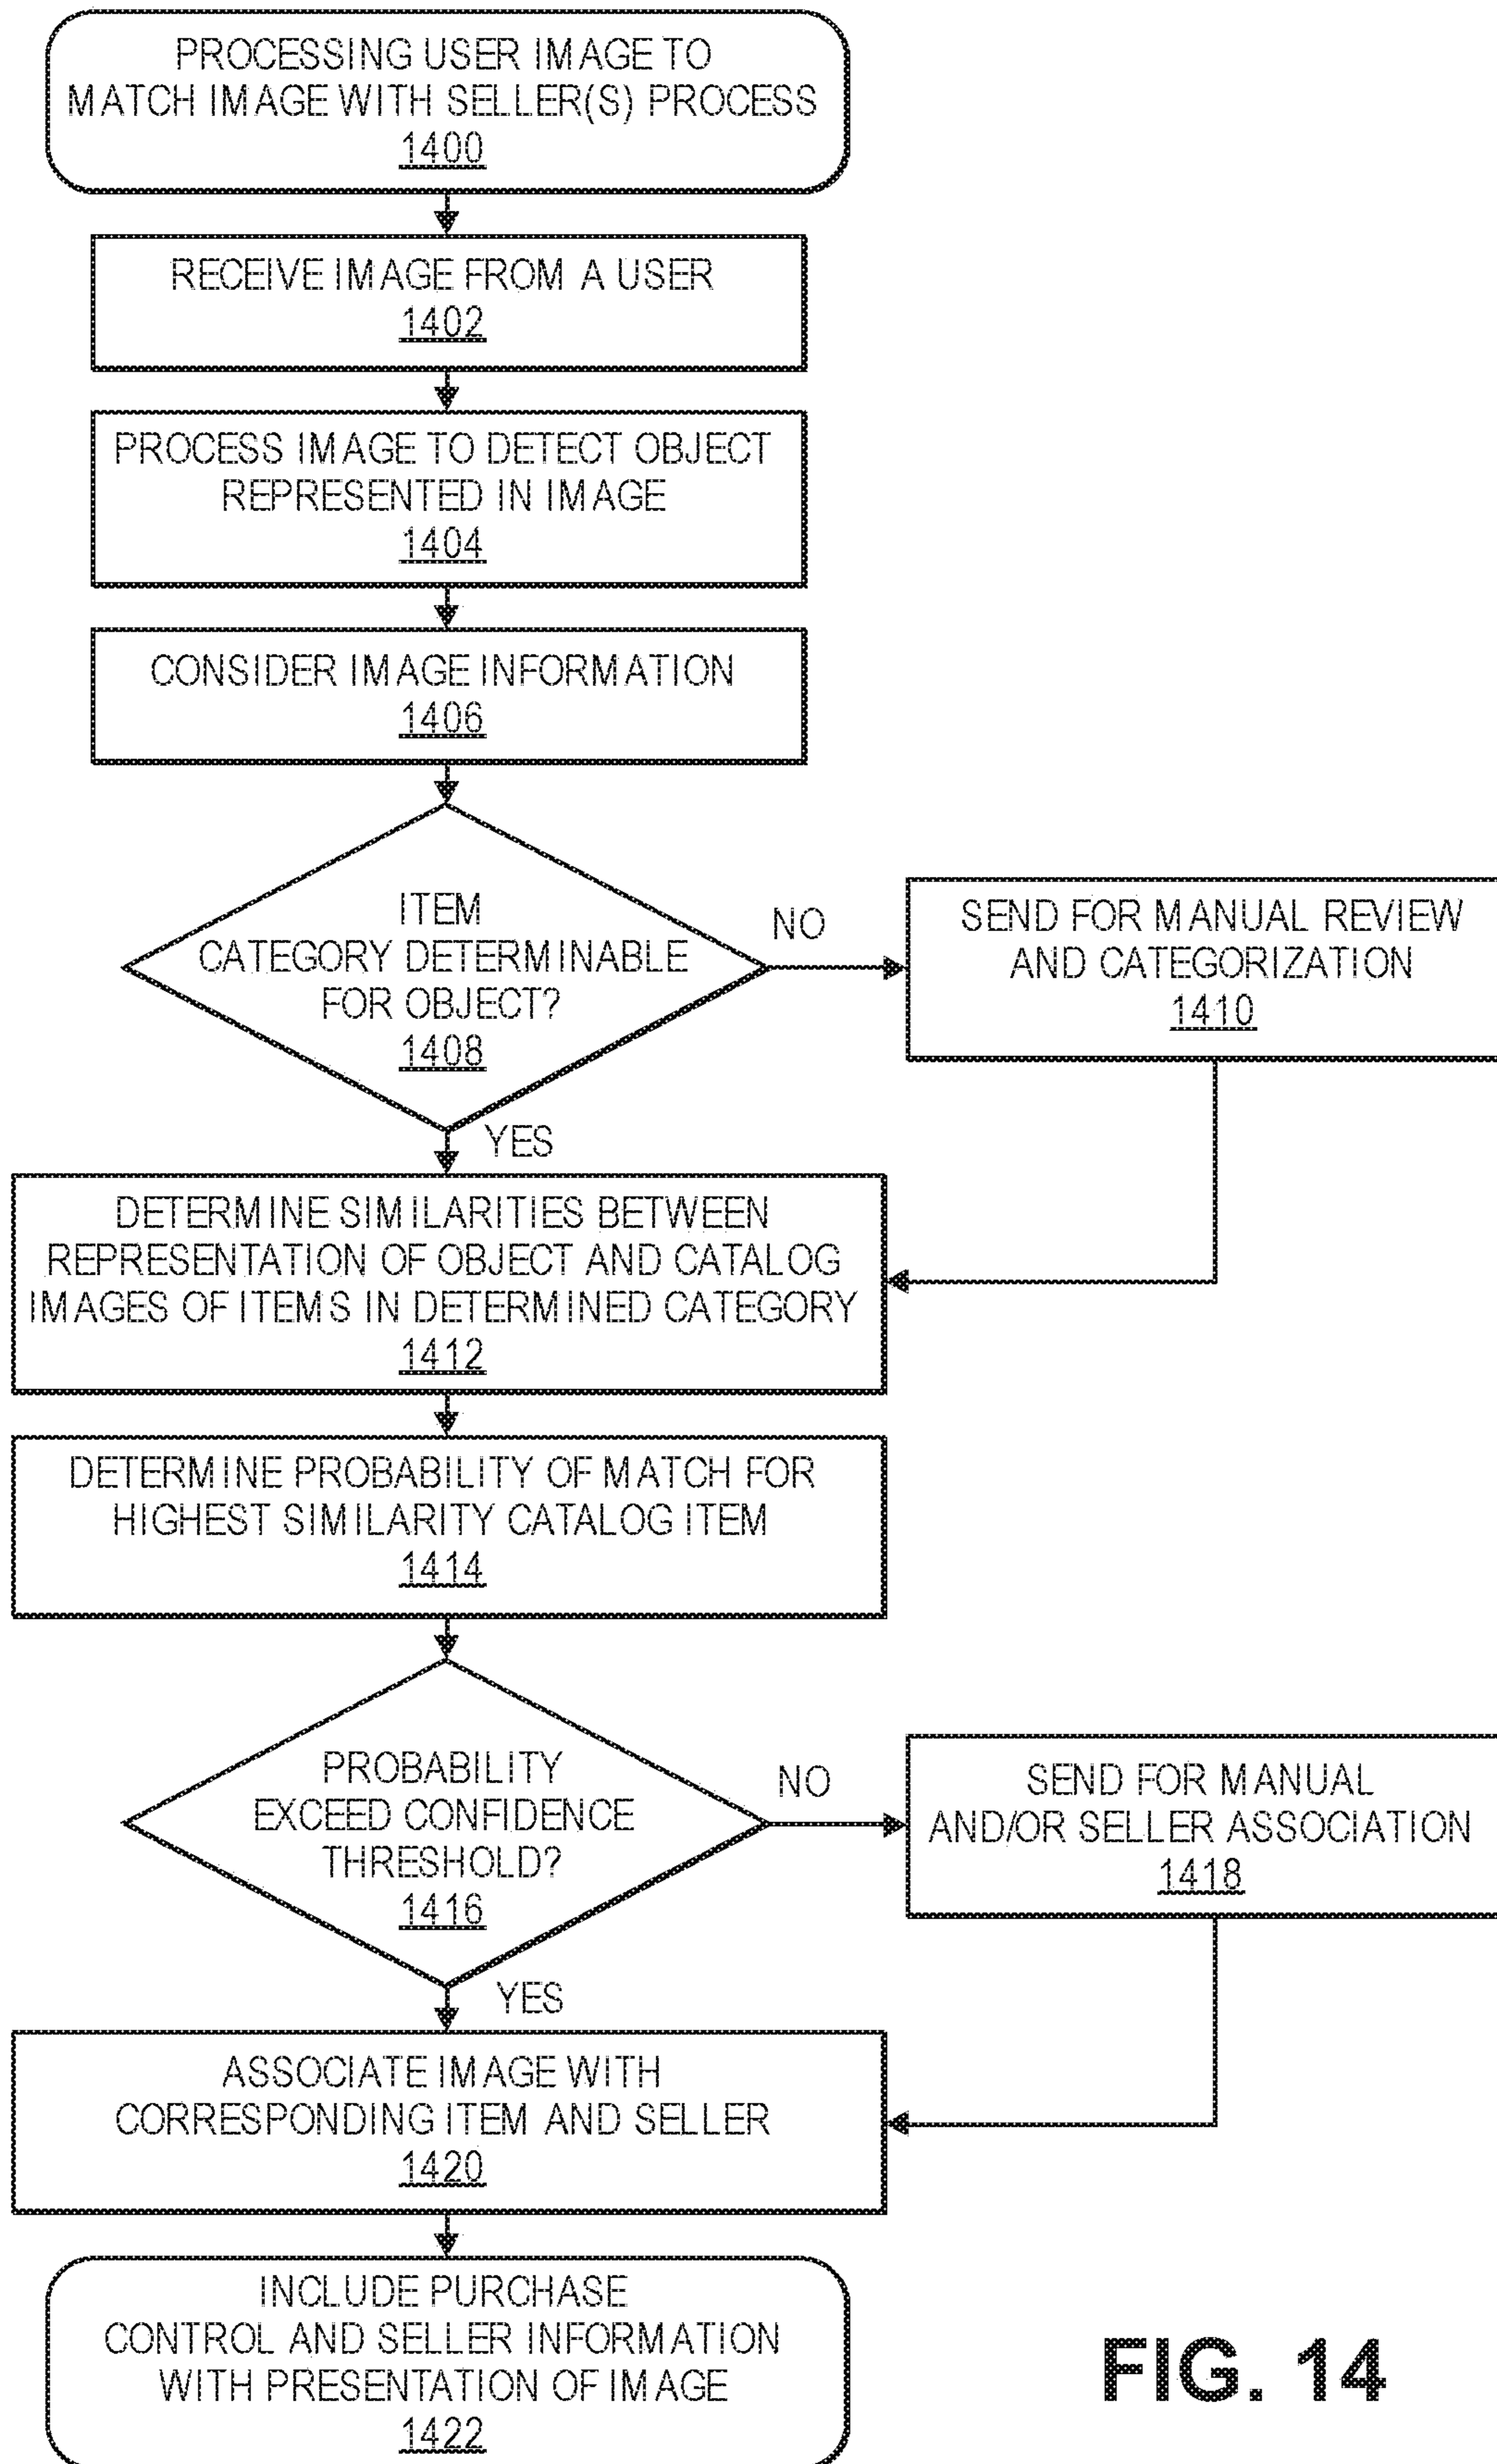 PROCESSING USER IMAGE TO
MATCH IMAGE WITH SELLER(S) PROCESS
1400
RECEIVE IMAGE FROM A USER
1402
PROCESS IMAGE TO DETECT OBJECT
REPRESENTED IN IMAGE
1404
CONSIDER IMAGE INFORMATION
1406
ITEM
CATEGORY DETERMINABLE
FOR OBJECT?
1408
NO
SEND FOR MANUAL REVIEW
AND CATEGORIZATION
1410
YES
DETERMINE SIMILARITIES BETWEEN
REPRESENTATION OF OBJECT AND CATALOG
IMAGES OF ITEMS IN DETERMINED CATEGORY
1412
DETERMINE PROBABILITY OF MATCH FOR
HIGHEST SIMILARITY CATALOG ITEM
1414
PROBABILITY
EXCEED CONFIDENCE
THRESHOLD?
1416
NO
SEND FOR MANUAL
AND/OR SELLER ASSOCIATION
1418
YES
ASSOCIATE IMAGE WITH
CORRESPONDING ITEM AND SELLER
1420
INCLUDE PURCHASE
CONTROL AND SELLER INFORMATION
WITH PRESENTATION OF IMAGE
1422
FIG. 14